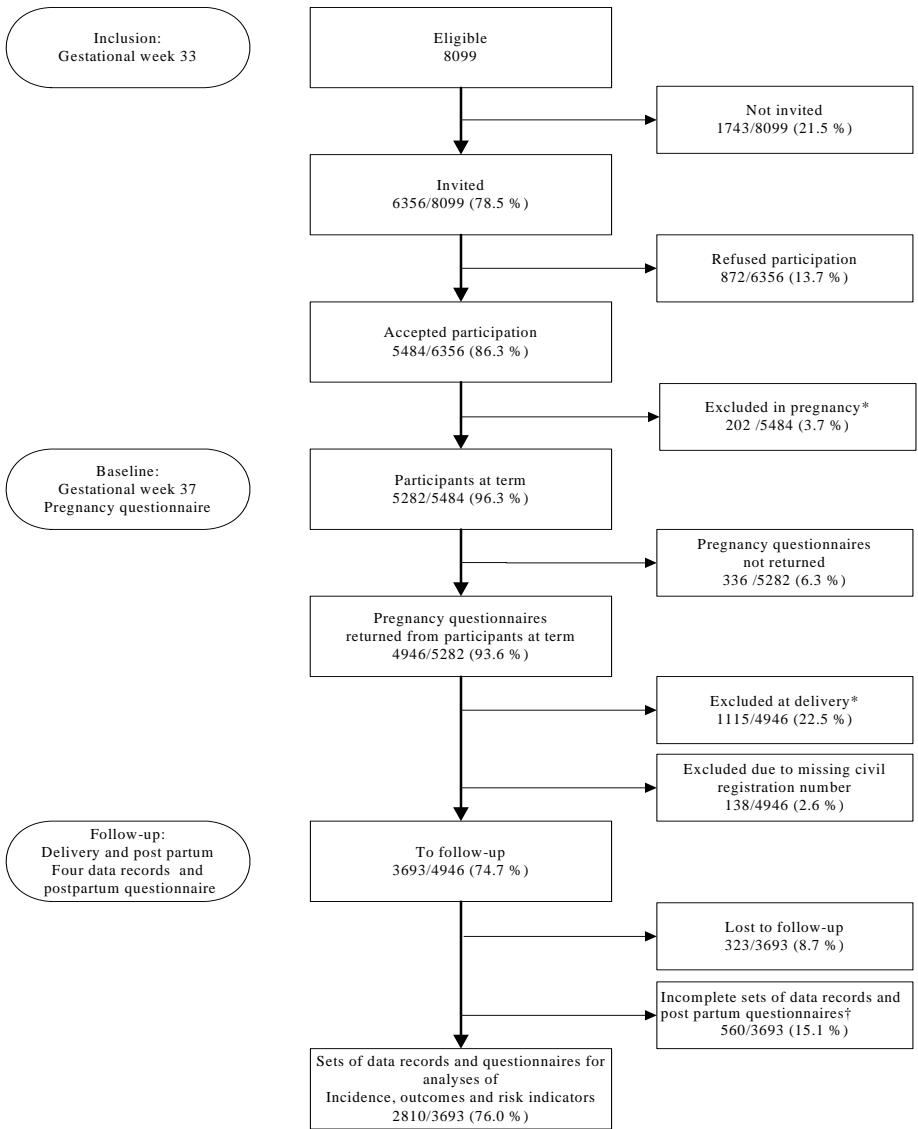 Inclusion:
Gestational week 33
Eligible
8099
Not invited
1743/8099 (21.5 %)
Invited
6356/8099 (78.5 %)
Refused participation
872/6356 (13.7 %)
Accepted participation
5484/6356 (86.3 %)
Excluded in pregnancy*
202 /5484 (3.7 %)
Baseline:
Gestational week 37
Pregnancy questionnaire
Participants at term
5282/5484 (96.3 %)
Pregnancy questionnaires
not returned
336 /5282 (6.3 %)
Pregnancy questionnaires
returned from participants at term
4946/5282 (93.6 %)
Excluded at delivery*
1115/4946 (22.5 %)
Excluded due to missing civil
registration number
138/4946 (2.6 %)
Follow-up:
Delivery and post partum
Four data records and
postpartum questionnaire
To follow-up
3693/4946 (74.7 %)
Lost to follow-up
323/3693 (8.7 %)
Incomplete sets of data records and
post partum questionnaires†
560/3693 (15.1 %)
Sets of data records and questionnaires for
analyses of
Incidence, outcomes and risk indicators
2810/3693 (76.0 %)